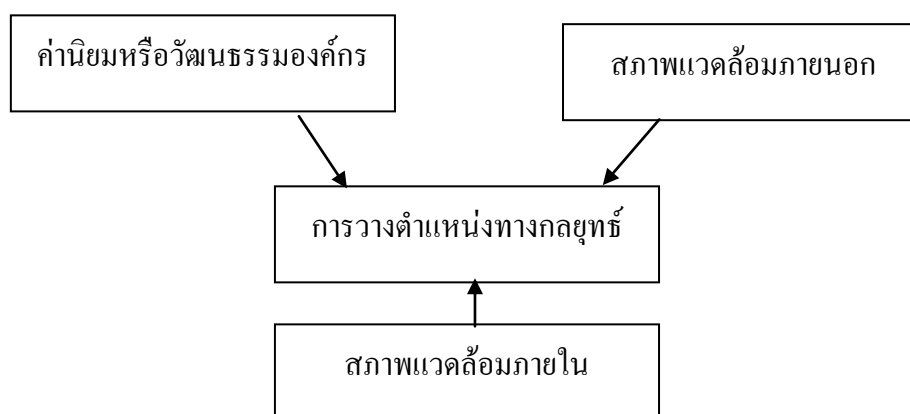 ค่านิยมหรือวัฒนธรรมองค์กร
สภาพแวดล้อมภายนอก
การวางตำแหน่งทางกลยุทธ์
สภาพแวดล้อมภายใน